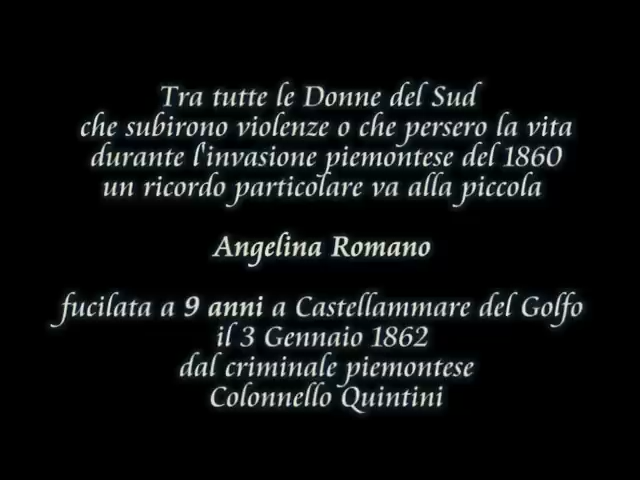 Tra tutte le Donne del Sud
che subirono violenze o che persero la vita
durante l'invasione piemontese del 1860
un ricordo particolare va alla piccola
Angelina Romano
fucilata a 9 anni a Castellammare del Golfo
il 3 Gennaio 1862
dal criminale piemontese
Colonnello Quintini